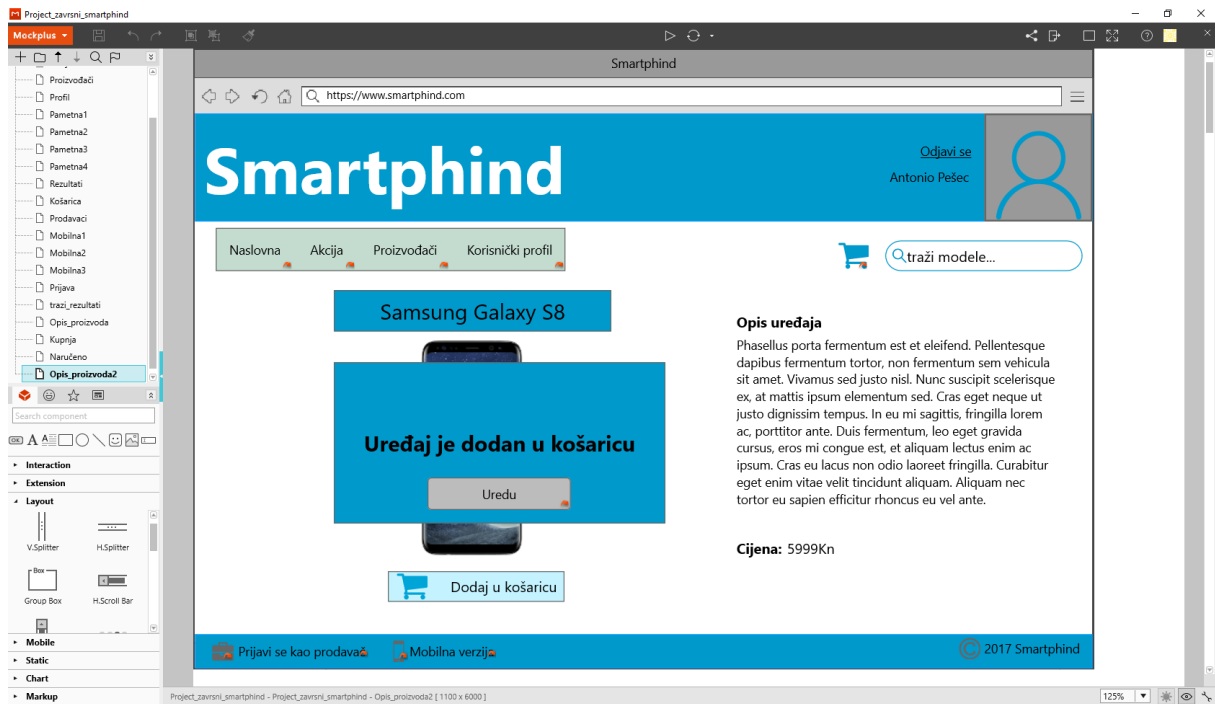 Project_zavrsni_smartphind
Mockplus
Proizvođači
Profil
Pametna1
Pametna2
Pametna3
Pametna4
Rezultati
Košarica
Prodavaci
Mobilna1
Mobilna2
Mobilna3
Prijava
trazi_rezultati
Opis_proizvoda
Kupnja
Naručeno
Opis_proizvoda2
Search component
OK
Interaction
Extension
Layout
V.Splitter
H.Splitter
Box
Group Box
H.Scroll Bar
Mobile
Static
Chart
Markup
Smartphind
https://www.smartphind.com
Smartphind
Odjavi se
Antonio Pešec
Naslovna Akcija Proizvođači Korisnički profil
traži modele...
Samsung Galaxy S8
Uređaj je dodan u košaricu
Uredu
Dodaj u košaricu
Opis uređaja
Phasellus porta fermentum est et eleifend. Pellentesque
dapibus fermentum tortor, non fermentum sem vehicula
sit amet. Vivamus sed justo nisl. Nunc suscipit scelerisque
ex, at mattis ipsum elementum sed. Cras eget neque ut
justo dignissim tempus. In eu mi sagittis, fringilla lorem
ac, porttitor ante. Duis fermentum, leo eget gravida
cursus, eros mi congue est, et aliquam lectus enim ac
ipsum. Cras eu lacus non odio laoreet fringilla. Curabitur
eget enim vitae velit tincidunt aliquam. Aliquam nec
tortor eu sapien efficitur rhoncus eu vel ante.
Cijena: 5999Kn
Prijavi se kao prodavač
Mobilna verzija
© 2017 Smartphind
Project_zavrsni_smartphind - Project_zavrsni_smartphind - Opis_proizvoda2 [ 1100 x 6000 ]
125%